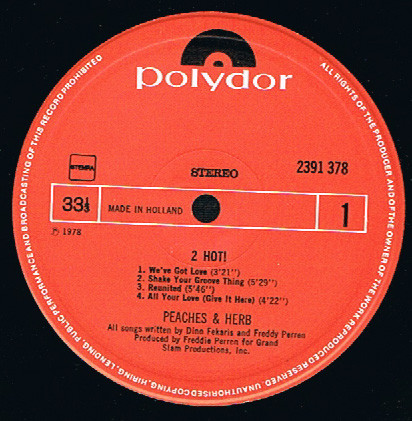 polydor
ALL RIGHTS OF THE PRODUCER AND OF THE OWNER OF THE WORK REPRODUCED RESERVED. UNAUTHORISED COPYING, HIRING, LENDING, PUBLIC PERFORMANCE AND BROADCASTING OF THIS RECORD PROHIBITED
STEREO
2391 378
STEMRA
33⅓
MADE IN HOLLAND
1
℗ 1978
2 HOT!
1. We've Got Love (3'21")
2. Shake Your Groove Thing (5'29")
3. Reunited (5'46")
4. All Your Love (Give It Here) (4'22")
PEACHES & HERB
All songs written by Dino Fekaris and Freddy Perren
Produced by Freddie Perren for Grand
Slam Productions, Inc.